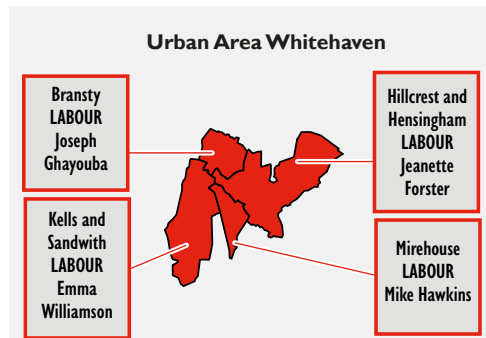 Urban Area Whitehaven
Bransty
LABOUR
Joseph
Ghayouba
Hillcrest and
Hensingham
LABOUR
Jeanette
Forster
Kells and
Sandwith
LABOUR
Emma
Williamson
Mirehouse
LABOUR
Mike Hawkins